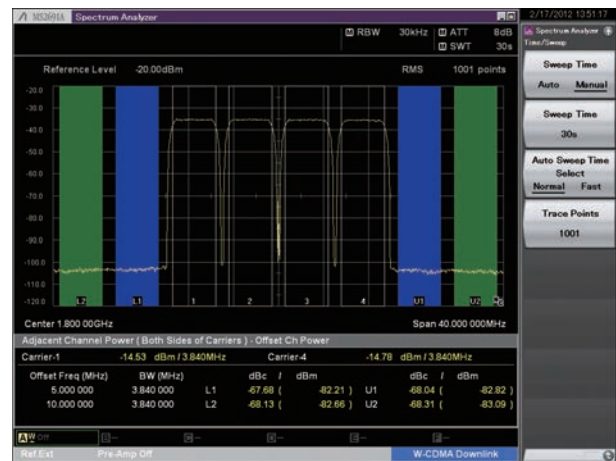 MS2691A Spectrum Analyzer
2/17/2012 13:51:17
RBW 30kHz ATT 8dB
SWT 30s
Spectrum Analyzer
Time/Sweep
Reference Level -20.00dBm RMS 1001 points
Sweep Time
Auto Manual
Sweep Time
30s
Auto Sweep Time
Select
Normal Fast
Trace Points
1001
-20.0
-30.0
-40.0
-50.0
-60.0
-70.0
-80.0
-90.0
-100.0
-110.0
-120.0
L2 L1 1 2 3 4 U1 U2
Center 1.800 00GHz Span 40.000 000MHz
Adjacent Channel Power ( Both Sides of Carriers ) - Offset Ch Power
Carrier-1 -14.53 dBm / 3.840MHz Carrier-4 -14.78 dBm / 3.840MHz
Offset Freq (MHz) BW (MHz) dBc / dBm dBc / dBm
5.000 000 3.840 000 L1 -67.68 ( -82.21 ) U1 -68.04 ( -82.82 )
10.000 000 3.840 000 L2 -68.13 ( -82.66 ) U2 -68.31 ( -83.09 )
A W Off
Ref.Ext Pre-Amp Off W-CDMA Downlink